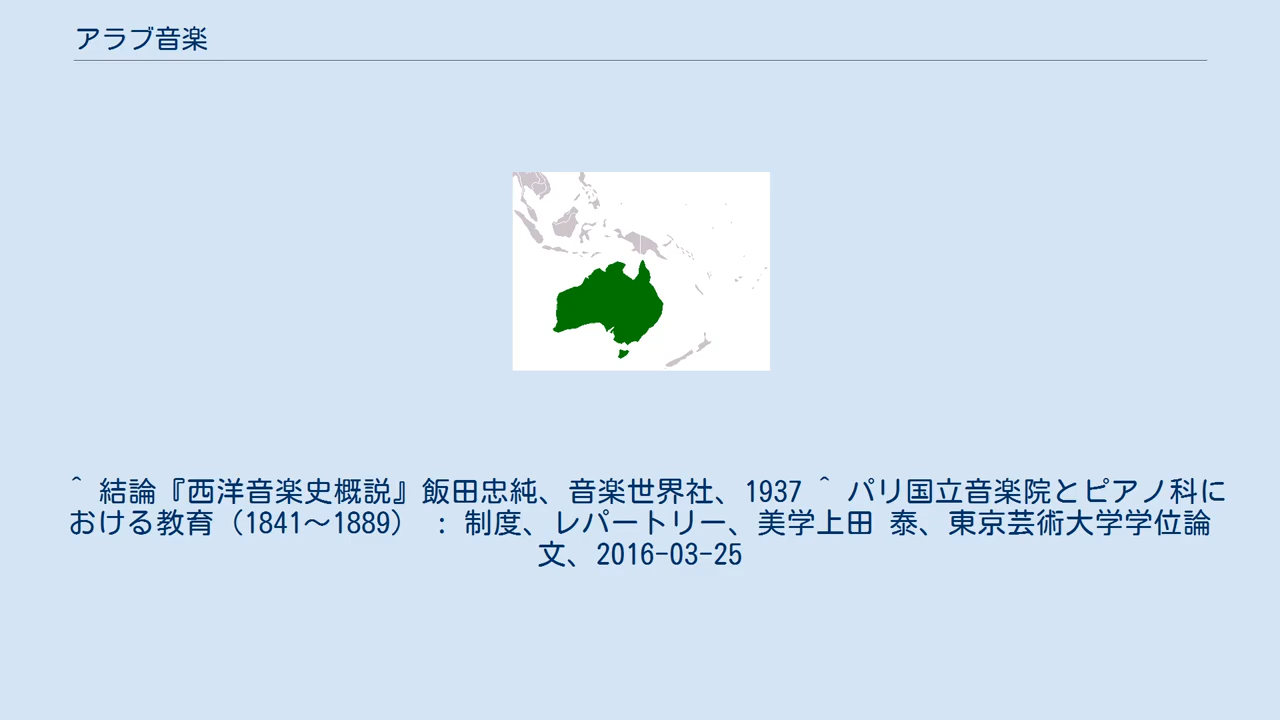 アラブ音楽
^ 結論『西洋音楽史概説』飯田忠純、音楽世界社、1937 ^ パリ国立音楽院とピアノ科に
おける教育（1841～1889） : 制度、レパートリー、美学上田 泰、東京芸術大学学位論
文、2016-03-25